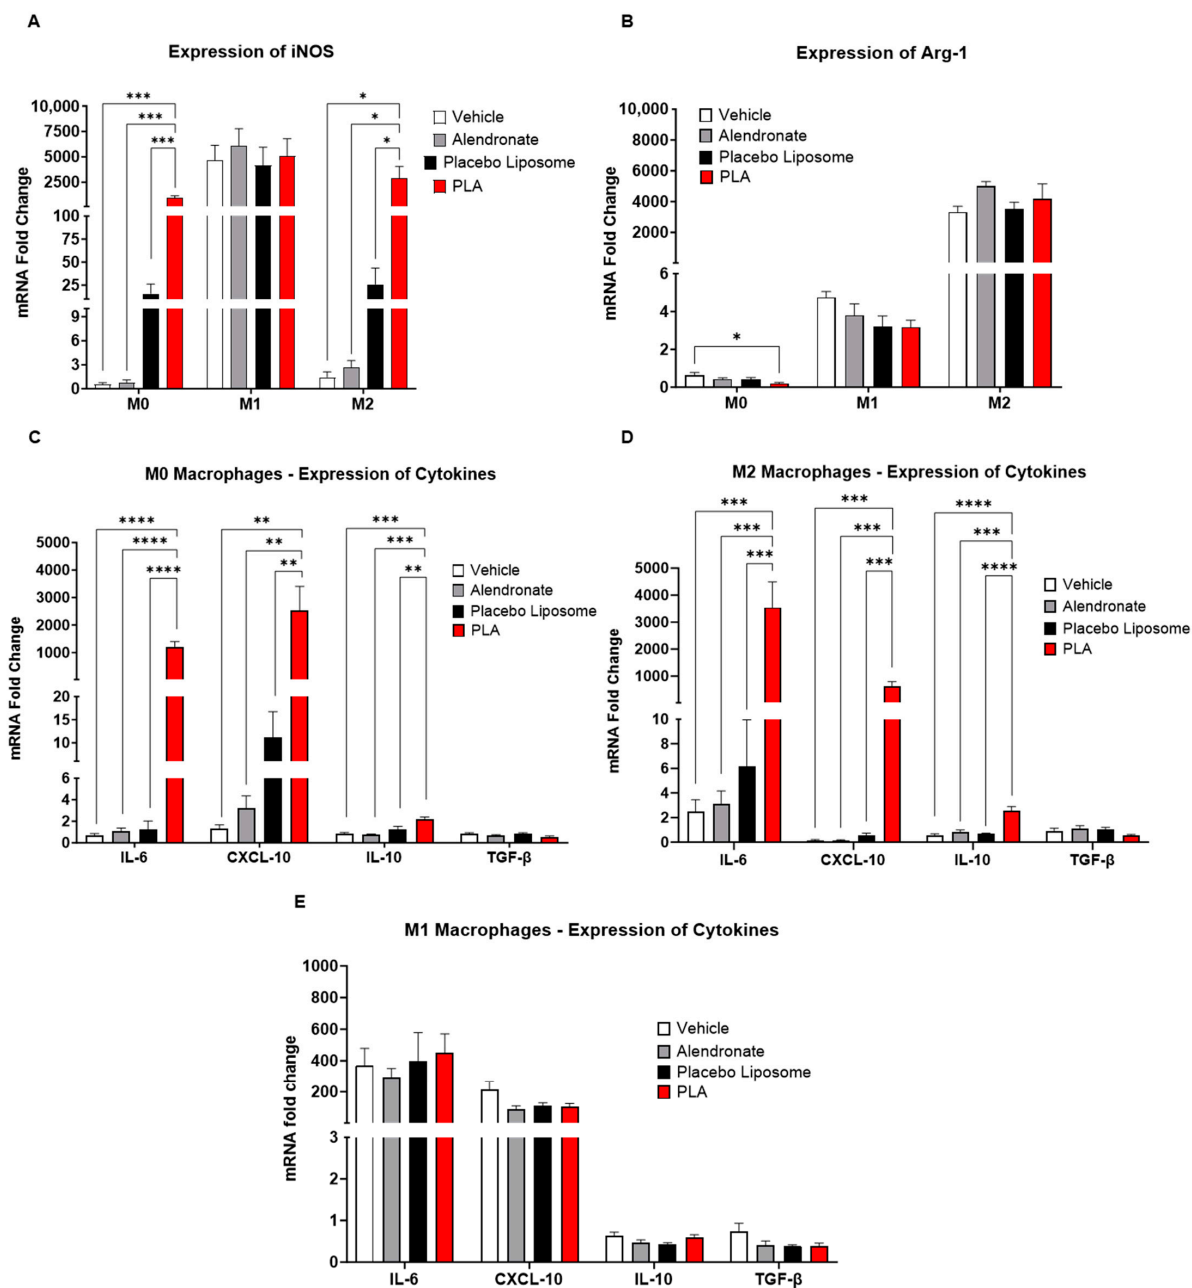 A
Expression of iNOS
mRNA Fold Change
10,000
7500
5000
2500
100
75
50
25
9
6
3
0
***
***
***
*
*
*
M0
M1
M2
Vehicle
Alendronate
Placebo Liposome
PLA
B
Expression of Arg-1
mRNA Fold Change
10,000
8000
6000
4000
2000
6
4
2
0
*
M0
M1
M2
Vehicle
Alendronate
Placebo Liposome
PLA
C
M0 Macrophages - Expression of Cytokines
mRNA Fold Change
5000
4000
3000
2000
1000
20
15
10
6
4
2
0
****
****
****
**
**
**
***
***
**
IL-6
CXCL-10
IL-10
TGF-β
Vehicle
Alendronate
Placebo Liposome
PLA
D
M2 Macrophages - Expression of Cytokines
mRNA Fold Change
5000
4000
3000
2000
1000
10
8
6
4
2
0
***
***
***
***
***
***
****
***
****
IL-6
CXCL-10
IL-10
TGF-β
Vehicle
Alendronate
Placebo Liposome
PLA
E
M1 Macrophages - Expression of Cytokines
mRNA fold change
1000
800
600
400
200
3
2
1
0
IL-6
CXCL-10
IL-10
TGF-β
Vehicle
Alendronate
Placebo Liposome
PLA